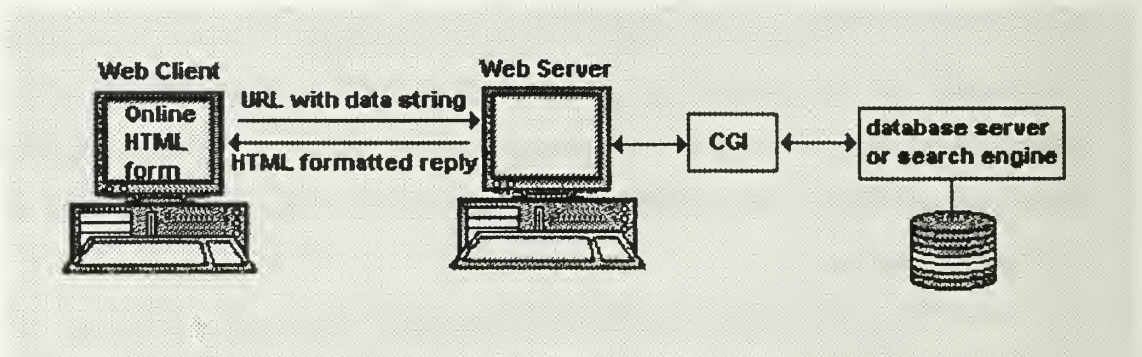 Web Client
Web Server
Online
HTML
form
URL with data string
HTML formatted reply
CGI
database server
or search engine